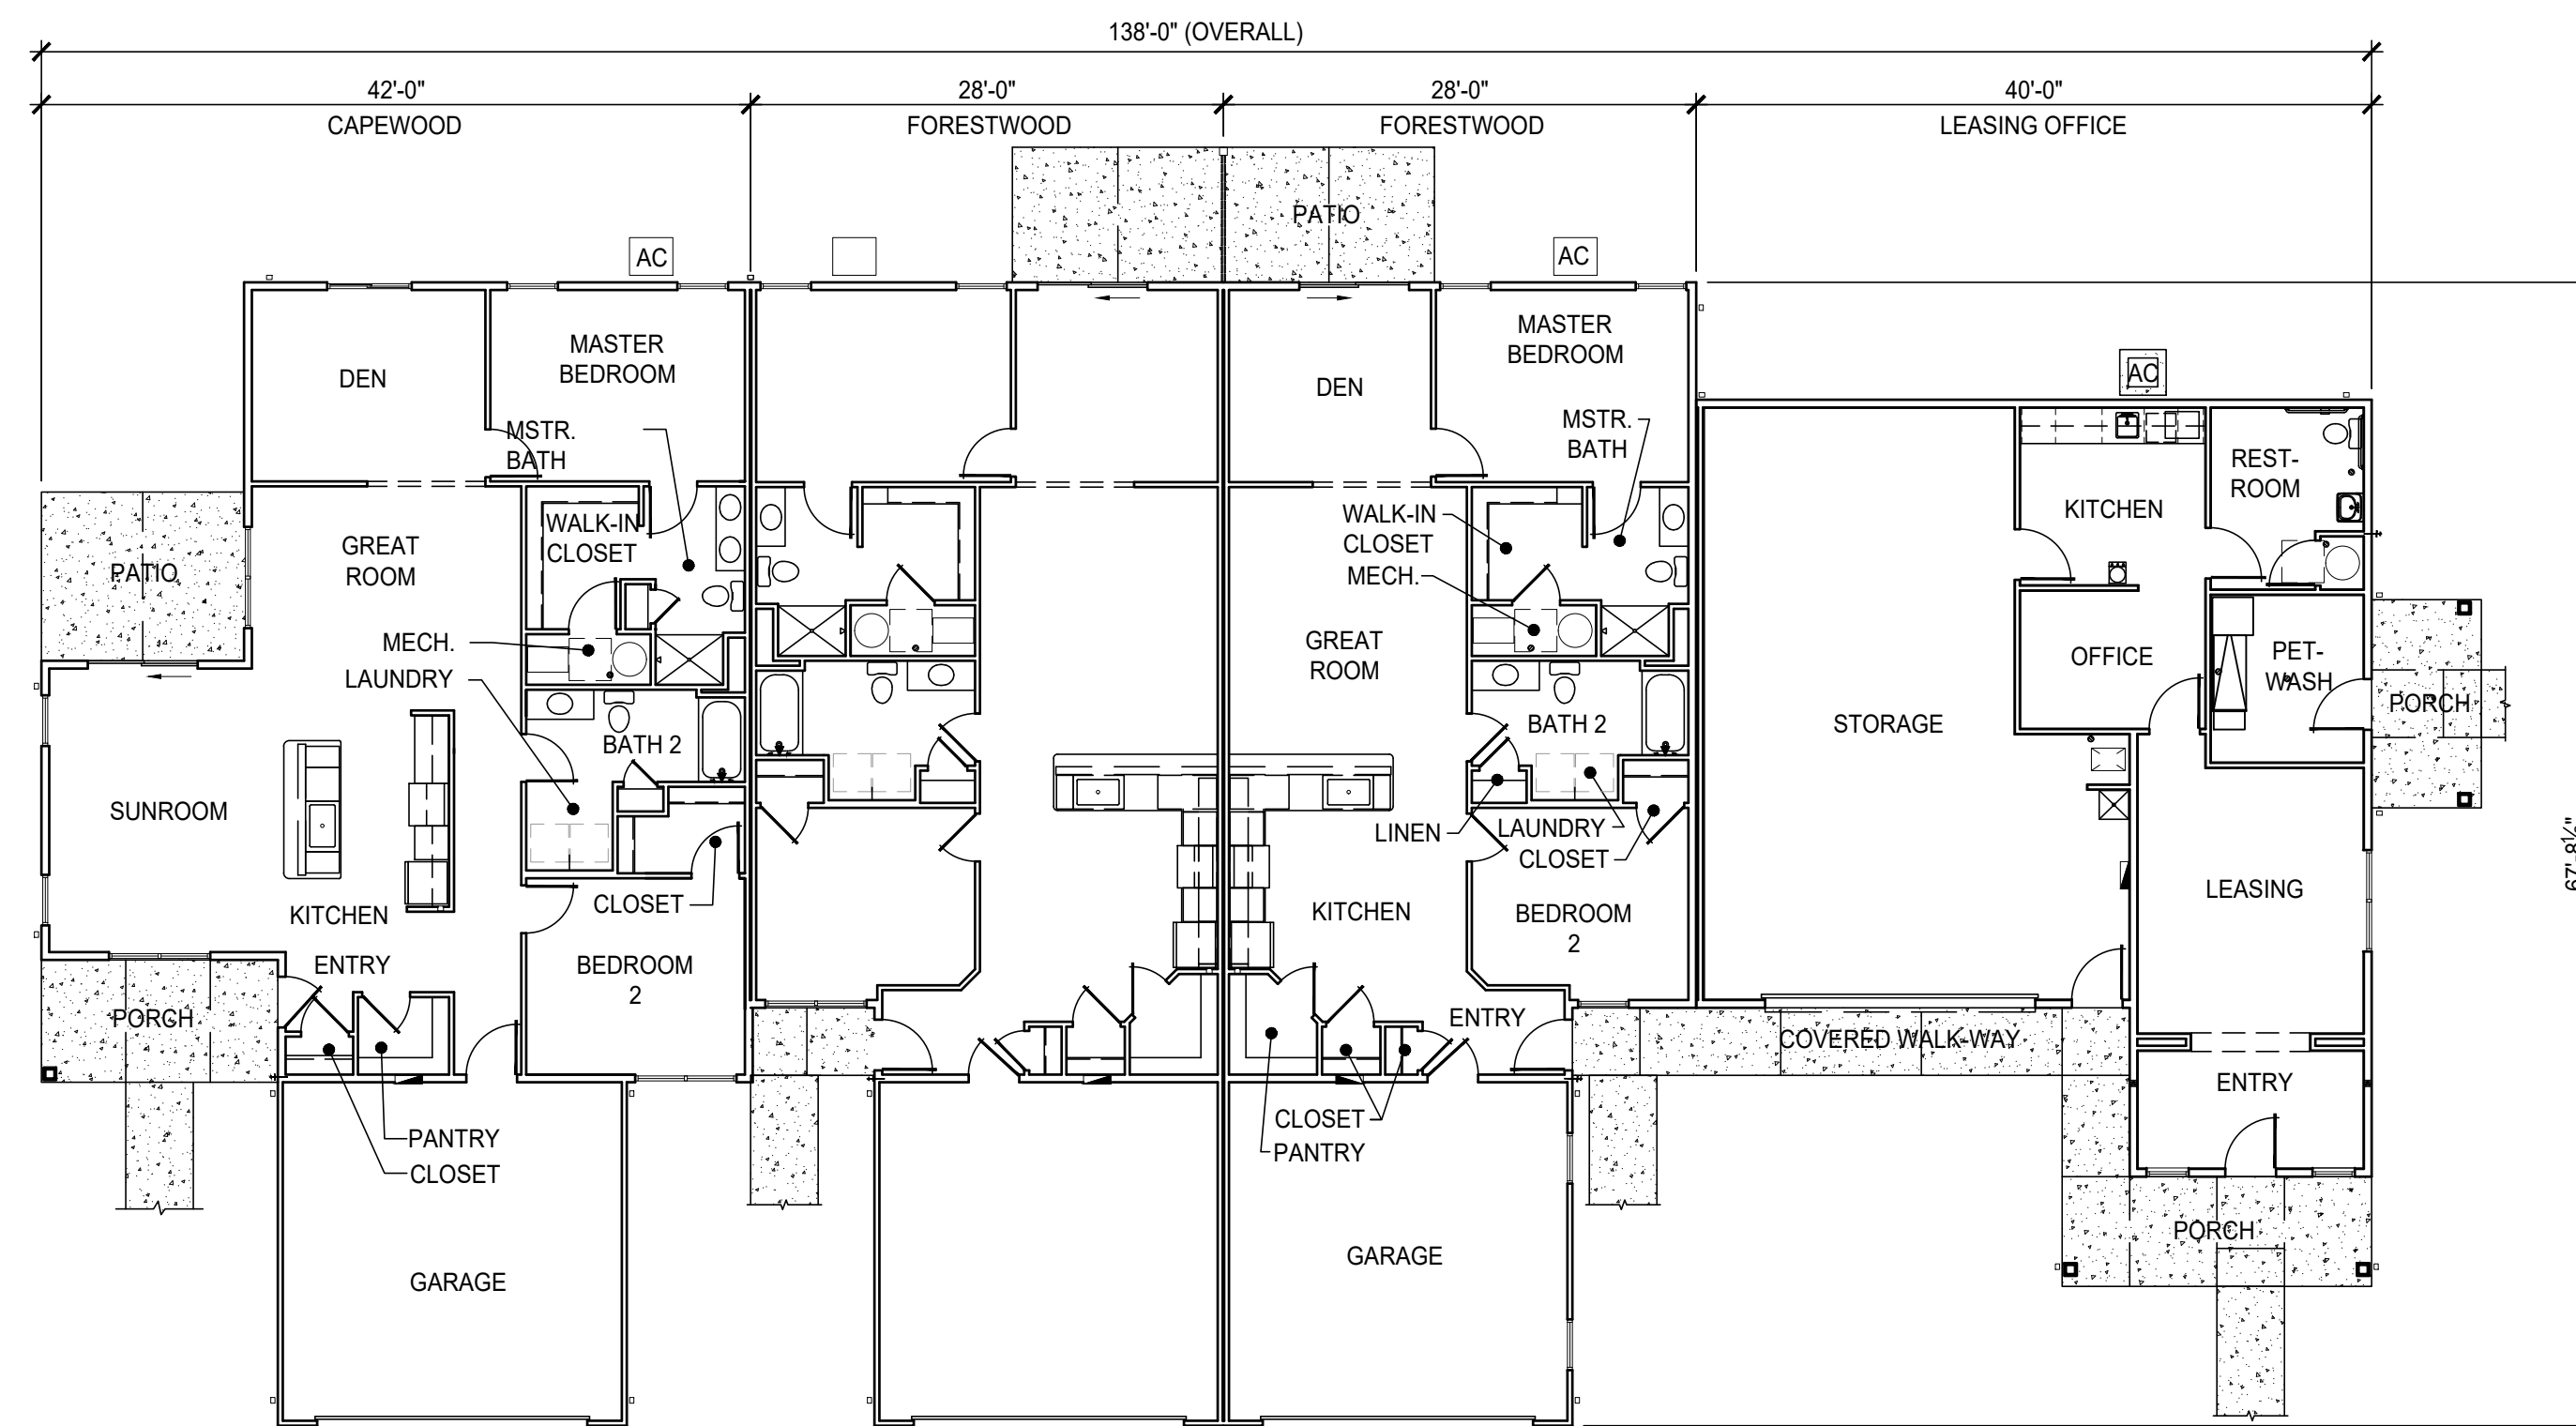 138'-0" (OVERALL)
42'-0"
28'-0"
28'-0"
40'-0"
CAPEWOOD
FORESTWOOD
FORESTWOOD
LEASING OFFICE
PATIO
AC
AC
AC
DEN
MASTER
BEDROOM
MSTR.
BATH
WALK-IN
CLOSET
GREAT
ROOM
PATIO
MECH.
LAUNDRY
BATH 2
SUNROOM
KITCHEN
CLOSET
ENTRY
BEDROOM
2
PORCH
PANTRY
CLOSET
GARAGE
DEN
MASTER
BEDROOM
MSTR.
BATH
WALK-IN
CLOSET
MECH.
GREAT
ROOM
BATH 2
LINEN
LAUNDRY
CLOSET
KITCHEN
BEDROOM
2
ENTRY
CLOSET
PANTRY
GARAGE
STORAGE
KITCHEN
REST-
ROOM
OFFICE
PET-
WASH
PORCH
LEASING
COVERED WALK-WAY
ENTRY
PORCH
67'-8½"